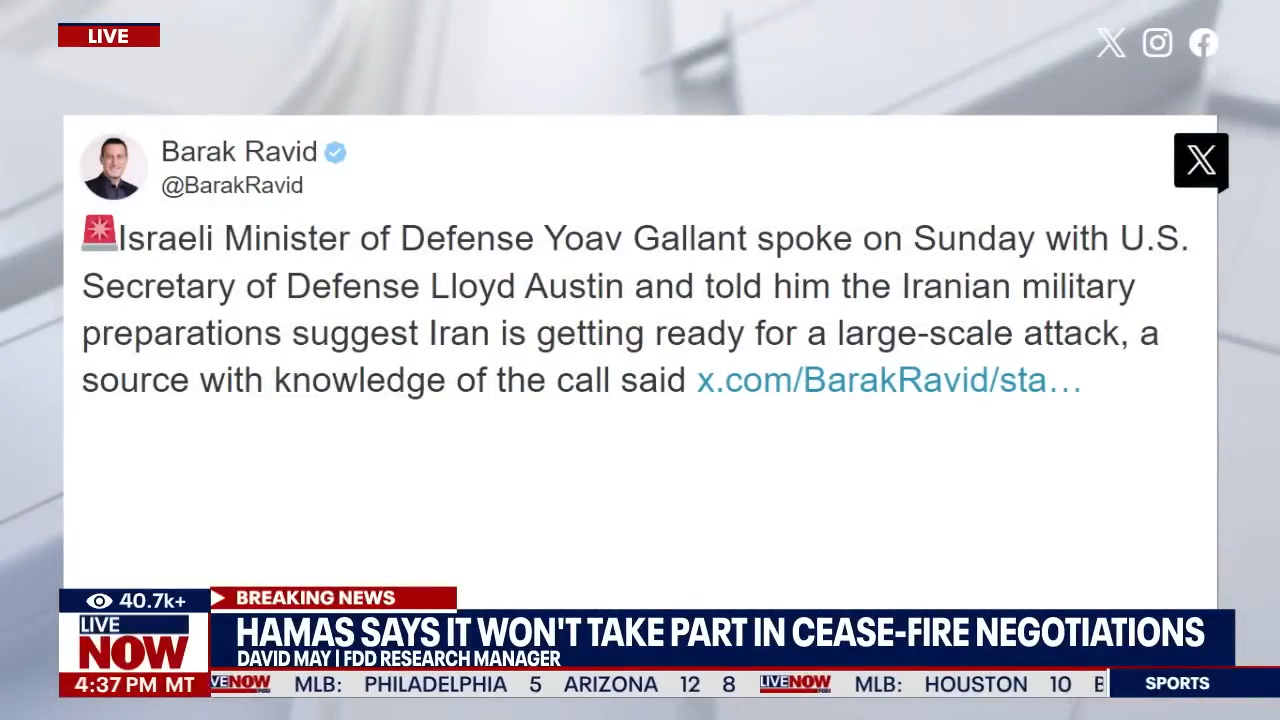 LIVE
Barak Ravid
@BarakRavid
Israeli Minister of Defense Yoav Gallant spoke on Sunday with U.S.
Secretary of Defense Lloyd Austin and told him the Iranian military
preparations suggest Iran is getting ready for a large-scale attack, a
source with knowledge of the call said x.com/BarakRavid/sta…
40.7k+
BREAKING NEWS
LIVE
NOW
HAMAS SAYS IT WON'T TAKE PART IN CEASE-FIRE NEGOTIATIONS
DAVID MAY | FDD RESEARCH MANAGER
4:37 PM MT
VENOW MLB: PHILADELPHIA 5 ARIZONA 12 8 LIVENOW MLB: HOUSTON 10 SPORTS